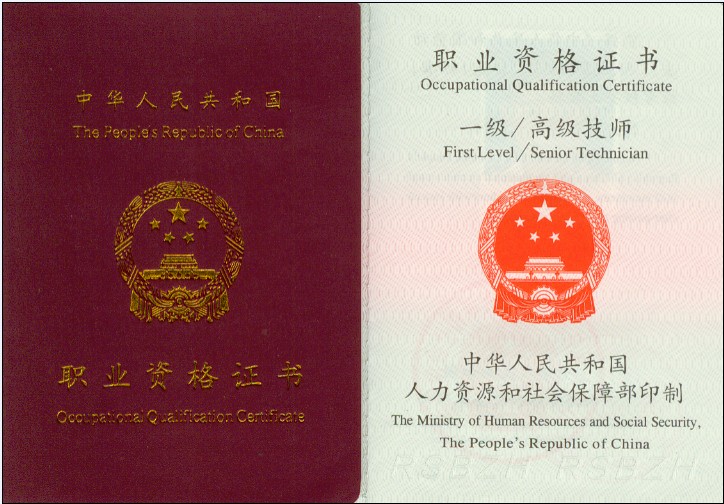 中华人民共和国
The People's Republic of China
职业资格证书
Occupational Qualification Certificate
职业资格证书
Occupational Qualification Certificate
一级/高级技师
First Level/Senior Technician
中华人民共和国
人力资源和社会保障部印制
The Ministry of Human Resources and Social Security,
The People's Republic of China
RSBZH RSBZH